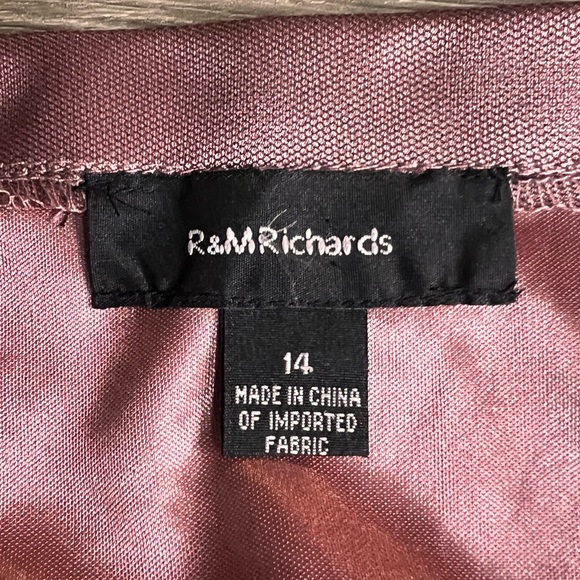 R&MRichards
14
MADE IN CHINA
OF IMPORTED
FABRIC